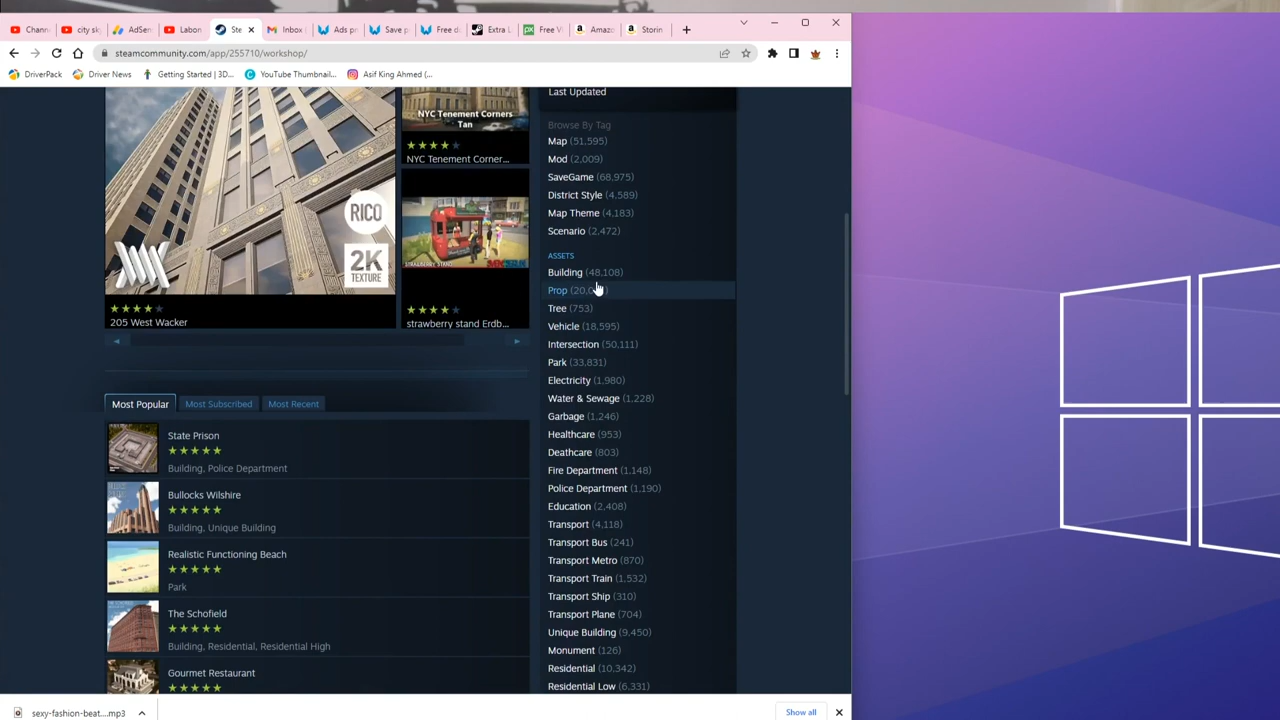 Chann
city sk
AdSen
Labon
Ste
Inbox
Ads po
Save p
Free d
Extra L
Free V
Amazo
Storin
steamcommunity.com/app/255710/workshop/
DriverPack
Driver News
Getting Started | 3D...
YouTube Thumbnail...
Asif King Ahmed (...
NYC Tenement Corners
Tan
NYC Tenement Corner...
RICO
2K
TEXTURE
205 West Wacker
STRAWBERRY STAND
strawberry stand Erdb...
Most Popular
Most Subscribed
Most Recent
State Prison
Building, Police Department
Bullocks Wilshire
Building, Unique Building
Realistic Functioning Beach
Park
The Schofield
Building, Residential, Residential High
Gourmet Restaurant
Last Updated
Browse By Tag
Map (51,595)
Mod (2,009)
SaveGame (68,975)
District Style (4,589)
Map Theme (4,183)
Scenario (2,472)
ASSETS
Building (48,108)
Prop
Tree (753)
Vehicle (18,595)
Intersection (50,111)
Park (33,831)
Electricity (1,980)
Water & Sewage (1,228)
Garbage (1,246)
Healthcare (953)
Deathcare (803)
Fire Department (1,148)
Police Department (1,190)
Education (2,408)
Transport (4,118)
Transport Bus (241)
Transport Metro (870)
Transport Train (1,532)
Transport Ship (310)
Transport Plane (704)
Unique Building (9,450)
Monument (126)
Residential (10,342)
Residential Low (6,331)
sexy-fashion-beat....mp3
Show all